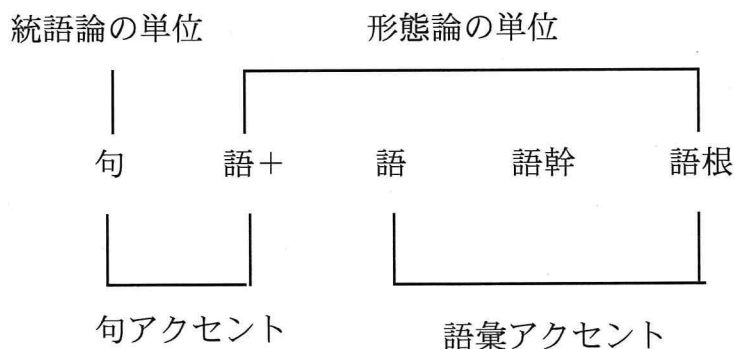 統語論の単位 形態論の単位
句 語＋ 語 語幹 語根
句アクセント 語彙アクセント